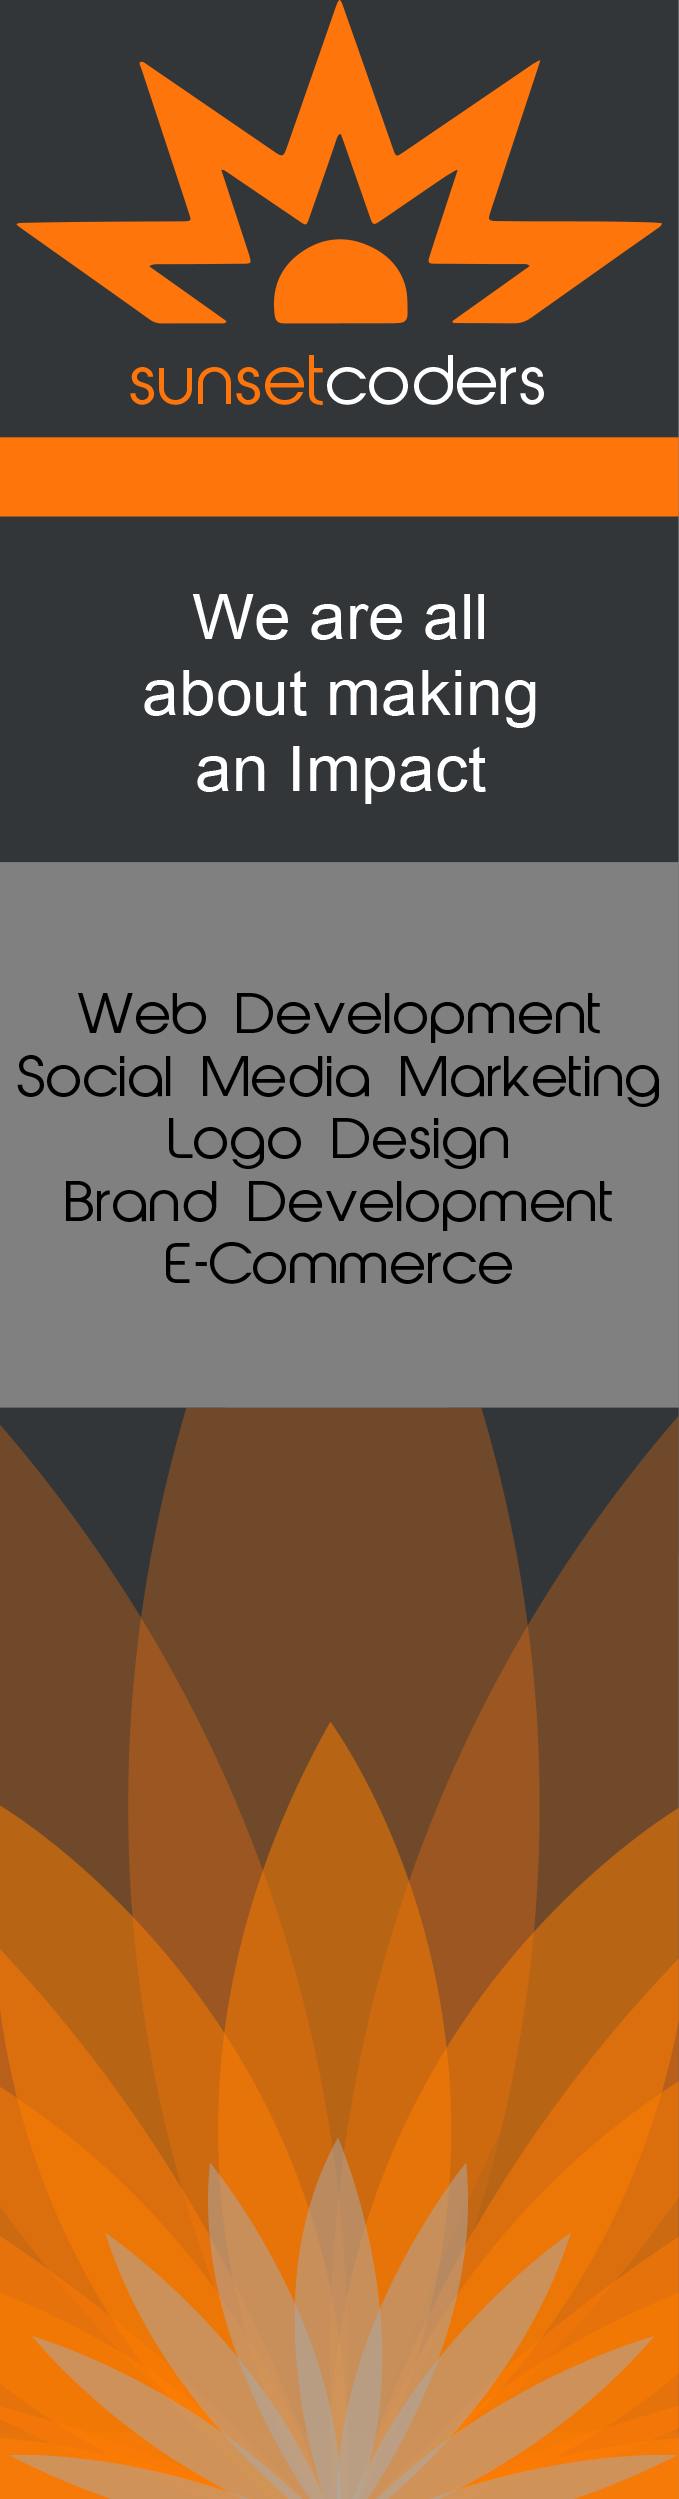 sunsetcoders
We are all
about making
an Impact
Web Development
Social Media Marketing
Logo Design
Brand Development
E-Commerce